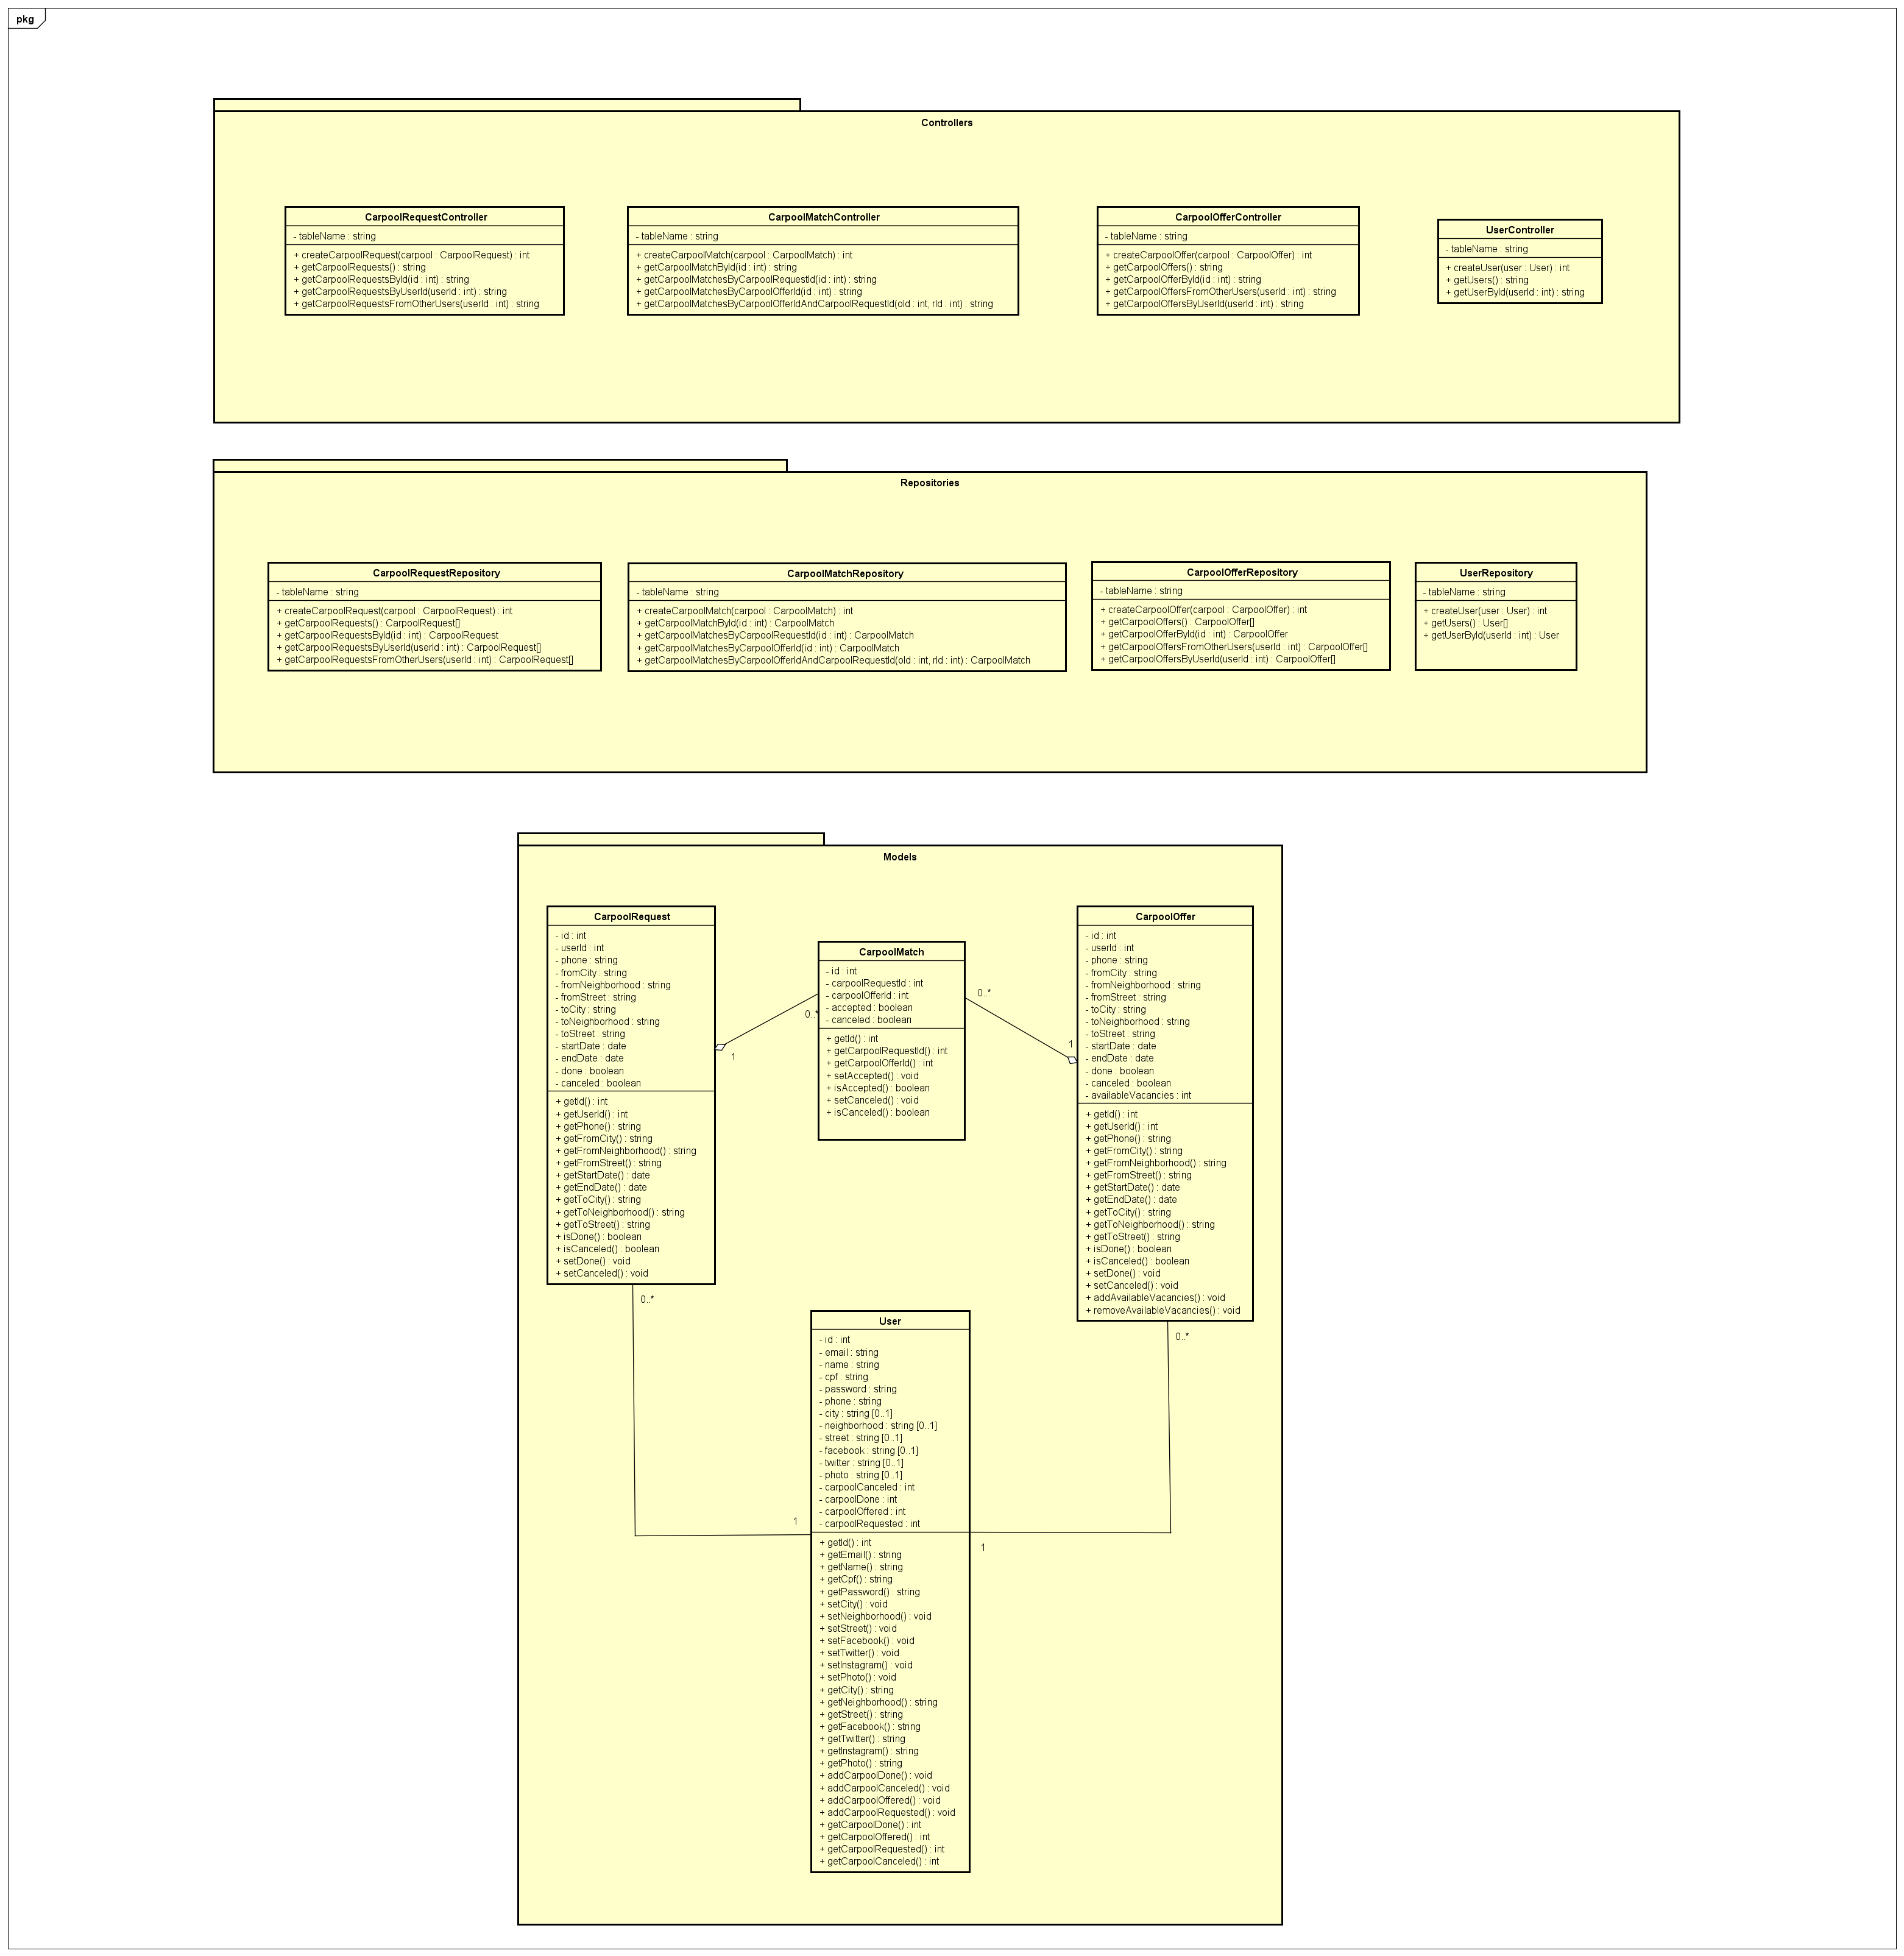 pkg
Controllers
CarpoolRequestController
- tableName : string
+ createCarpoolRequest(carpool : CarpoolRequest) : int
+ getCarpoolRequests() : string
+ getCarpoolRequestsById(id : int) : string
+ getCarpoolRequestsByUserId(userId : int) : string
+ getCarpoolRequestsFromOtherUsers(userId : int) : string
CarpoolMatchController
- tableName : string
+ createCarpoolMatch(carpool : CarpoolMatch) : int
+ getCarpoolMatchById(id : int) : string
+ getCarpoolMatchesByCarpoolRequestId(id : int) : string
+ getCarpoolMatchesByCarpoolOfferId(id : int) : string
+ getCarpoolMatchesByCarpoolOfferIdAndCarpoolRequestId(oId : int, rId : int) : string
CarpoolOfferController
- tableName : string
+ createCarpoolOffer(carpool : CarpoolOffer) : int
+ getCarpoolOffers() : string
+ getCarpoolOfferById(id : int) : string
+ getCarpoolOffersFromOtherUsers(userId : int) : string
+ getCarpoolOffersByUserId(userId : int) : string
UserController
- tableName : string
+ createUser(user : User) : int
+ getUsers() : string
+ getUserById(userId : int) : string
Repositories
CarpoolRequestRepository
- tableName : string
+ createCarpoolRequest(carpool : CarpoolRequest) : int
+ getCarpoolRequests() : CarpoolRequest[]
+ getCarpoolRequestsById(id : int) : CarpoolRequest
+ getCarpoolRequestsByUserId(userId : int) : CarpoolRequest[]
+ getCarpoolRequestsFromOtherUsers(userId : int) : CarpoolRequest[]
CarpoolMatchRepository
- tableName : string
+ createCarpoolMatch(carpool : CarpoolMatch) : int
+ getCarpoolMatchById(id : int) : CarpoolMatch
+ getCarpoolMatchesByCarpoolRequestId(id : int) : CarpoolMatch
+ getCarpoolMatchesByCarpoolOfferId(id : int) : CarpoolMatch
+ getCarpoolMatchesByCarpoolOfferIdAndCarpoolRequestId(oId : int, rId : int) : CarpoolMatch
CarpoolOfferRepository
- tableName : string
+ createCarpoolOffer(carpool : CarpoolOffer) : int
+ getCarpoolOffers() : CarpoolOffer[]
+ getCarpoolOfferById(id : int) : CarpoolOffer
+ getCarpoolOffersFromOtherUsers(userId : int) : CarpoolOffer[]
+ getCarpoolOffersByUserId(userId : int) : CarpoolOffer[]
UserRepository
- tableName : string
+ createUser(user : User) : int
+ getUsers() : User[]
+ getUserById(userId : int) : User
Models
CarpoolRequest
- id : int
- userId : int
- phone : string
- fromCity : string
- fromNeighborhood : string
- fromStreet : string
- toCity : string
- toNeighborhood : string
- toStreet : string
- startDate : date
- endDate : date
- done : boolean
- canceled : boolean
+ getId() : int
+ getUserId() : int
+ getPhone() : string
+ getFromCity() : string
+ getFromNeighborhood() : string
+ getFromStreet() : string
+ getStartDate() : date
+ getEndDate() : date
+ getToCity() : string
+ getToNeighborhood() : string
+ getToStreet() : string
+ isDone() : boolean
+ isCanceled() : boolean
+ setDone() : void
+ setCanceled() : void
0..*
1
CarpoolMatch
- id : int
- carpoolRequestId : int
- carpoolOfferId : int
- accepted : boolean
- canceled : boolean
+ getId() : int
+ getCarpoolRequestId() : int
+ getCarpoolOfferId() : int
+ setAccepted() : void
+ isAccepted() : boolean
+ setCanceled() : void
+ isCanceled() : boolean
0..*
1
CarpoolOffer
- id : int
- userId : int
- phone : string
- fromCity : string
- fromNeighborhood : string
- fromStreet : string
- toCity : string
- toNeighborhood : string
- toStreet : string
- startDate : date
- endDate : date
- done : boolean
- canceled : boolean
- availableVacancies : int
+ getId() : int
+ getUserId() : int
+ getPhone() : string
+ getFromCity() : string
+ getFromNeighborhood() : string
+ getFromStreet() : string
+ getStartDate() : date
+ getEndDate() : date
+ getToCity() : string
+ getToNeighborhood() : string
+ getToStreet() : string
+ isDone() : boolean
+ isCanceled() : boolean
+ setDone() : void
+ setCanceled() : void
+ addAvailableVacancies() : void
+ removeAvailableVacancies() : void
0..*
0..*
1
1
User
- id : int
- email : string
- name : string
- cpf : string
- password : string
- phone : string
- city : string [0..1]
- neighborhood : string [0..1]
- street : string [0..1]
- facebook : string [0..1]
- twitter : string [0..1]
- photo : string [0..1]
- carpoolCanceled : int
- carpoolDone : int
- carpoolOffered : int
- carpoolRequested : int
+ getId() : int
+ getEmail() : string
+ getName() : string
+ getCpf() : string
+ getPassword() : string
+ setCity() : void
+ setNeighborhood() : void
+ setStreet() : void
+ setFacebook() : void
+ setTwitter() : void
+ setInstagram() : void
+ setPhoto() : void
+ getCity() : string
+ getNeighborhood() : string
+ getStreet() : string
+ getFacebook() : string
+ getTwitter() : string
+ getInstagram() : string
+ getPhoto() : string
+ addCarpoolDone() : void
+ addCarpoolCanceled() : void
+ addCarpoolOffered() : void
+ addCarpoolRequested() : void
+ getCarpoolDone() : int
+ getCarpoolOffered() : int
+ getCarpoolRequested() : int
+ getCarpoolCanceled() : int